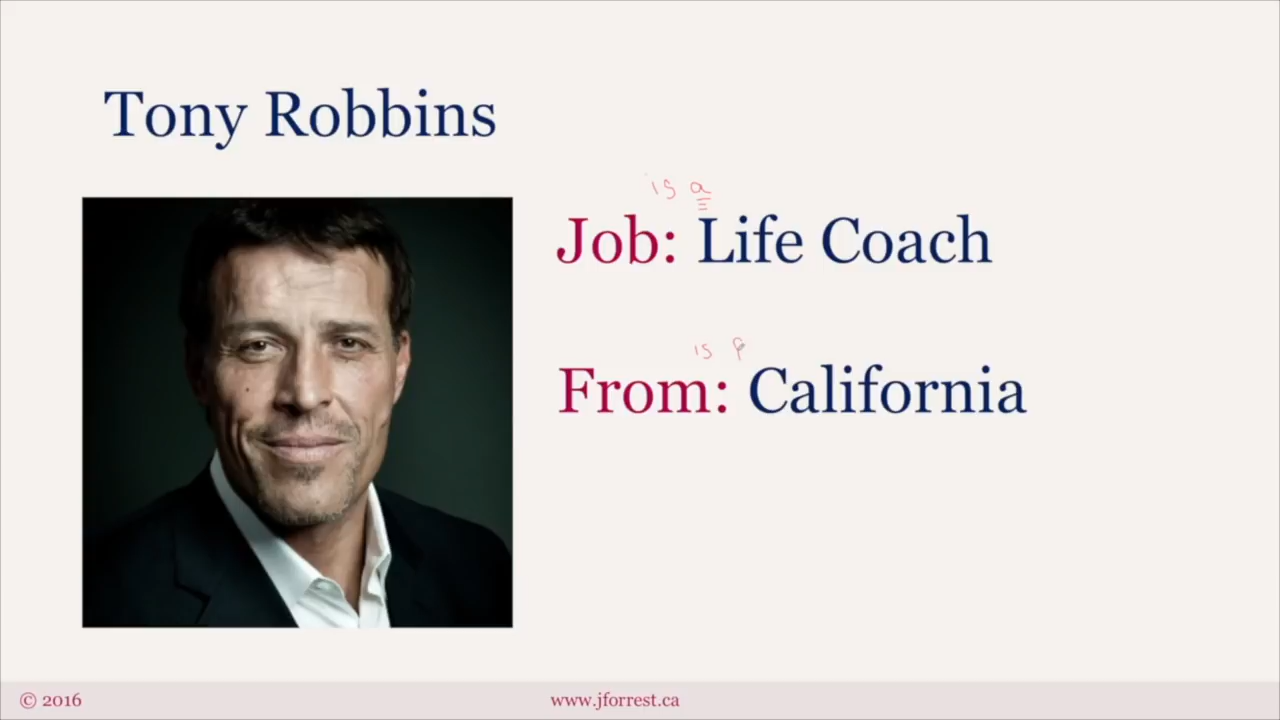 Tony Robbins
is a
Job: Life Coach
is f
From: California
© 2016
www.jforrest.ca